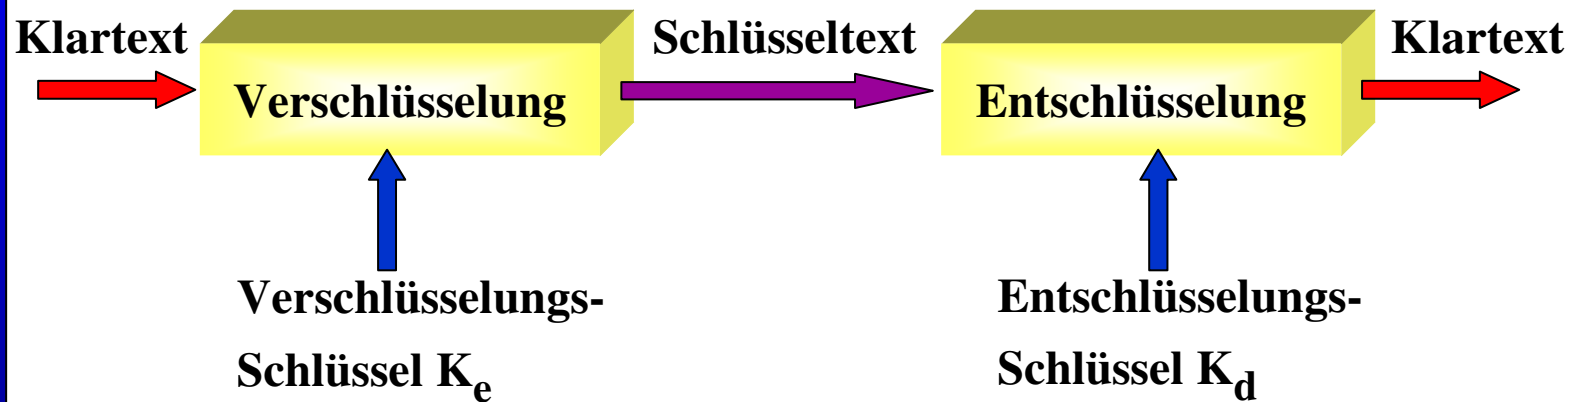 Klartext
Schlüsseltext
Klartext
Verschlüsselung
Entschlüsselung
Verschlüsselungs-
Schlüssel Ke
Entschlüsselungs-
Schlüssel Kd